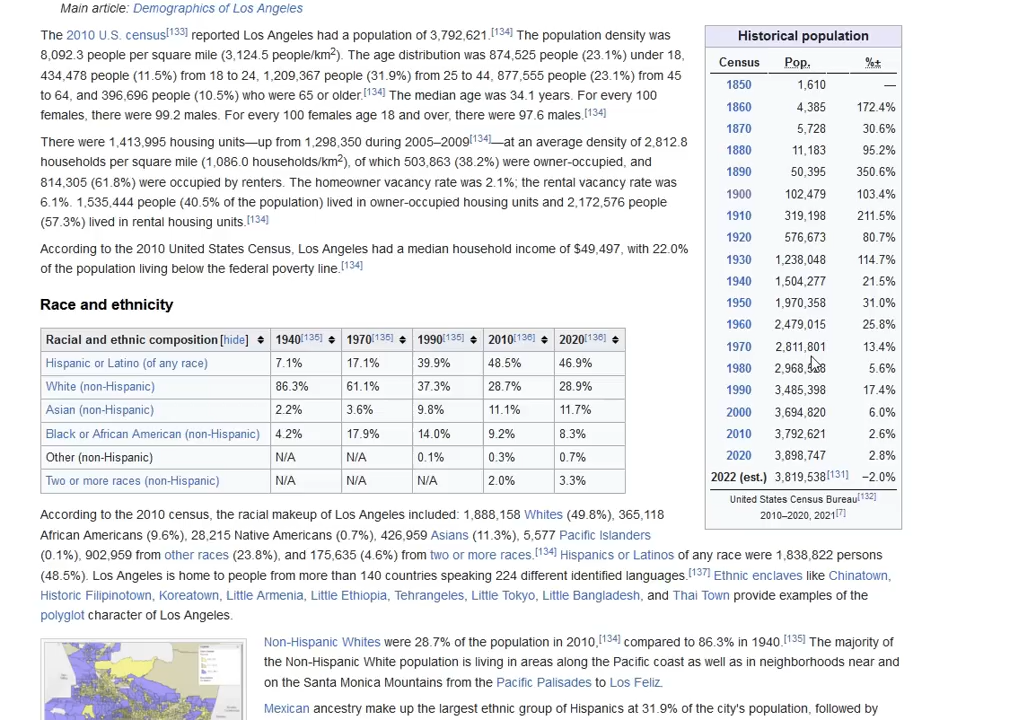 Main article: Demographics of Los Angeles
The 2010 U.S. census[133] reported Los Angeles had a population of 3,792,621.[134] The population density was
8,092.3 people per square mile (3,124.5 people/km2). The age distribution was 874,525 people (23.1%) under 18,
434,478 people (11.5%) from 18 to 24, 1,209,367 people (31.9%) from 25 to 44, 877,555 people (23.1%) from 45
to 64, and 396,696 people (10.5%) who were 65 or older.[134] The median age was 34.1 years. For every 100
females, there were 99.2 males. For every 100 females age 18 and over, there were 97.6 males.[134]
There were 1,413,995 housing units—up from 1,298,350 during 2005–2009[134]—at an average density of 2,812.8
households per square mile (1,086.0 households/km2), of which 503,863 (38.2%) were owner-occupied, and
814,305 (61.8%) were occupied by renters. The homeowner vacancy rate was 2.1%; the rental vacancy rate was
6.1%. 1,535,444 people (40.5% of the population) lived in owner-occupied housing units and 2,172,576 people
(57.3%) lived in rental housing units.[134]
According to the 2010 United States Census, Los Angeles had a median household income of $49,497, with 22.0%
of the population living below the federal poverty line.[134]
Historical population
Census Pop. %±
1850 1,610 —
1860 4,385 172.4%
1870 5,728 30.6%
1880 11,183 95.2%
1890 50,395 350.6%
1900 102,479 103.4%
1910 319,198 211.5%
1920 576,673 80.7%
1930 1,238,048 114.7%
1940 1,504,277 21.5%
1950 1,970,358 31.0%
1960 2,479,015 25.8%
1970 2,811,801 13.4%
1980 5.6%
1990 3,485,398 17.4%
2000 3,694,820 6.0%
2010 3,792,621 2.6%
2020 3,898,747 2.8%
2022 (est.) 3,819,538[131] −2.0%
United States Census Bureau[132]
2010–2020, 2021[7]
Race and ethnicity
Racial and ethnic composition [hide] 1940[135] 1970[135] 1990[135] 2010[136] 2020[136]
Hispanic or Latino (of any race) 7.1% 17.1% 39.9% 48.5% 46.9%
White (non-Hispanic) 86.3% 61.1% 37.3% 28.7% 28.9%
Asian (non-Hispanic) 2.2% 3.6% 9.8% 11.1% 11.7%
Black or African American (non-Hispanic) 4.2% 17.9% 14.0% 9.2% 8.3%
Other (non-Hispanic) N/A N/A 0.1% 0.3% 0.7%
Two or more races (non-Hispanic) N/A N/A N/A 2.0% 3.3%
According to the 2010 census, the racial makeup of Los Angeles included: 1,888,158 Whites (49.8%), 365,118
African Americans (9.6%), 28,215 Native Americans (0.7%), 426,959 Asians (11.3%), 5,577 Pacific Islanders
(0.1%), 902,959 from other races (23.8%), and 175,635 (4.6%) from two or more races.[134] Hispanics or Latinos of any race were 1,838,822 persons
(48.5%). Los Angeles is home to people from more than 140 countries speaking 224 different identified languages.[137] Ethnic enclaves like Chinatown,
Historic Filipinotown, Koreatown, Little Armenia, Little Ethiopia, Tehrangeles, Little Tokyo, Little Bangladesh, and Thai Town provide examples of the
polyglot character of Los Angeles.
Non-Hispanic Whites were 28.7% of the population in 2010,[134] compared to 86.3% in 1940.[135] The majority of
the Non-Hispanic White population is living in areas along the Pacific coast as well as in neighborhoods near and
on the Santa Monica Mountains from the Pacific Palisades to Los Feliz.
Mexican ancestry make up the largest ethnic group of Hispanics at 31.9% of the city's population, followed by